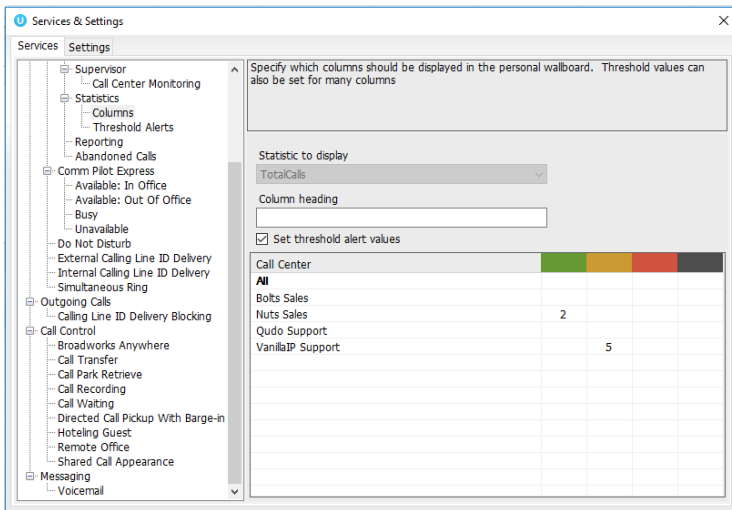 Services & Settings
Services Settings
Supervisor
Call Center Monitoring
Statistics
Columns
Threshold Alerts
Reporting
Abandoned Calls
Comm Pilot Express
Available: In Office
Available: Out Of Office
Busy
Unavailable
Do Not Disturb
External Calling Line ID Delivery
Internal Calling Line ID Delivery
Simultaneous Ring
Outgoing Calls
Calling Line ID Delivery Blocking
Call Control
Broadworks Anywhere
Call Transfer
Call Park Retrieve
Call Recording
Call Waiting
Directed Call Pickup With Barge-in
Hoteling Guest
Remote Office
Shared Call Appearance
Messaging
Voicemail
Specify which columns should be displayed in the personal wallboard. Threshold values can
also be set for many columns
Statistic to display
TotalCalls
Column heading
Set threshold alert values
Call Center
All
Bolts Sales
Nuts Sales 2
Qudo Support
VanillaIP Support 5